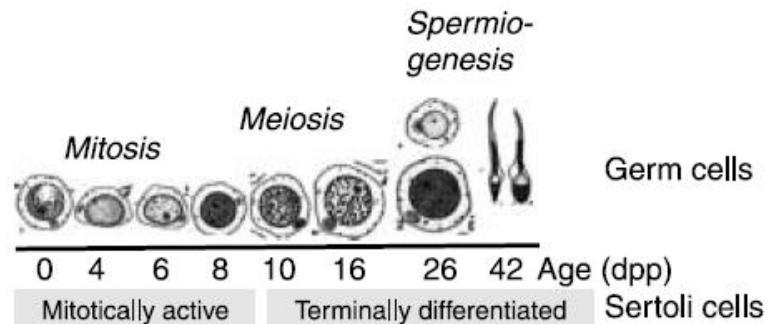 Spermio-
genesis
Meiosis
Mitosis
Germ cells
0 4 6 8 10 16 26 42 Age (dpp)
Mitotically active Terminally differentiated Sertoli cells